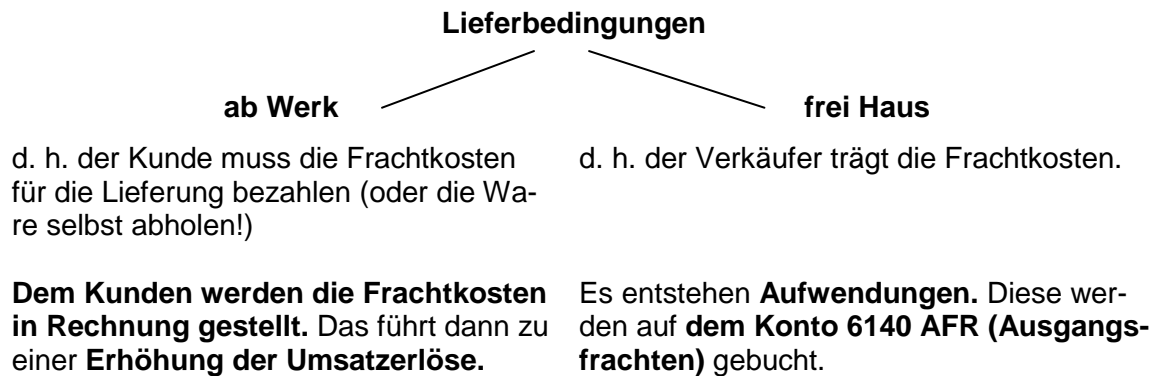 Lieferbedingungen
ab Werk
d. h. der Kunde muss die Frachtkosten
für die Lieferung bezahlen (oder die Wa-
re selbst abholen!)
Dem Kunden werden die Frachtkosten
in Rechnung gestellt. Das führt dann zu
einer Erhöhung der Umsatzerlöse.
frei Haus
d. h. der Verkäufer trägt die Frachtkosten.
Es entstehen Aufwendungen. Diese wer-
den auf dem Konto 6140 AFR (Ausgangs-
frachten) gebucht.